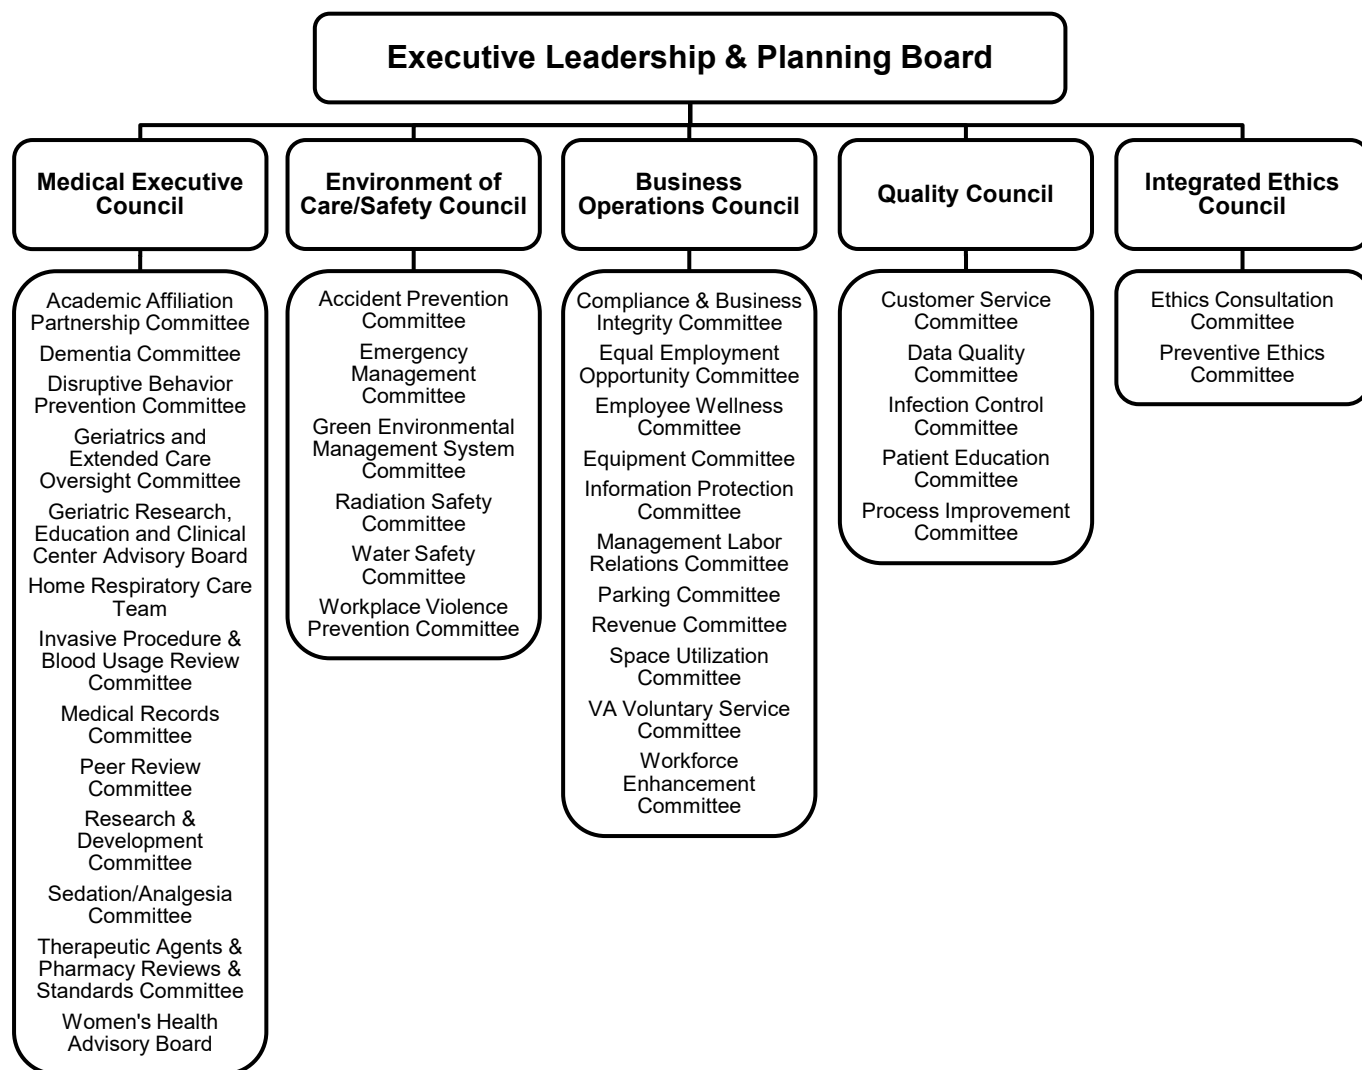 Executive Leadership & Planning Board
Medical Executive
Council
Environment of
Care/Safety Council
Business
Operations Council
Quality Council
Integrated Ethics
Council
Academic Affiliation
Partnership Committee
Dementia Committee
Disruptive Behavior
Prevention Committee
Geriatrics and
Extended Care
Oversight Committee
Geriatric Research,
Education and Clinical
Center Advisory Board
Home Respiratory Care
Team
Invasive Procedure &
Blood Usage Review
Committee
Medical Records
Committee
Peer Review
Committee
Research &
Development
Committee
Sedation/Analgesia
Committee
Therapeutic Agents &
Pharmacy Reviews &
Standards Committee
Women's Health
Advisory Board
Accident Prevention
Committee
Emergency
Management
Committee
Green Environmental
Management System
Committee
Radiation Safety
Committee
Water Safety
Committee
Workplace Violence
Prevention Committee
Compliance & Business
Integrity Committee
Equal Employment
Opportunity Committee
Employee Wellness
Committee
Equipment Committee
Information Protection
Committee
Management Labor
Relations Committee
Parking Committee
Revenue Committee
Space Utilization
Committee
VA Voluntary Service
Committee
Workforce
Enhancement
Committee
Customer Service
Committee
Data Quality
Committee
Infection Control
Committee
Patient Education
Committee
Process Improvement
Committee
Ethics Consultation
Committee
Preventive Ethics
Committee